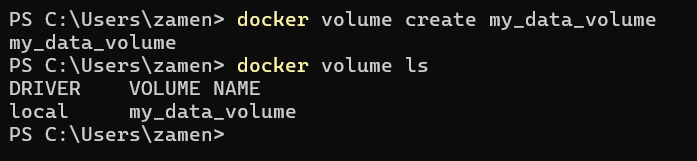 PS C:\Users\zamen> docker volume create my_data_volume
my_data_volume
PS C:\Users\zamen> docker volume ls
DRIVER    VOLUME NAME
local     my_data_volume
PS C:\Users\zamen>